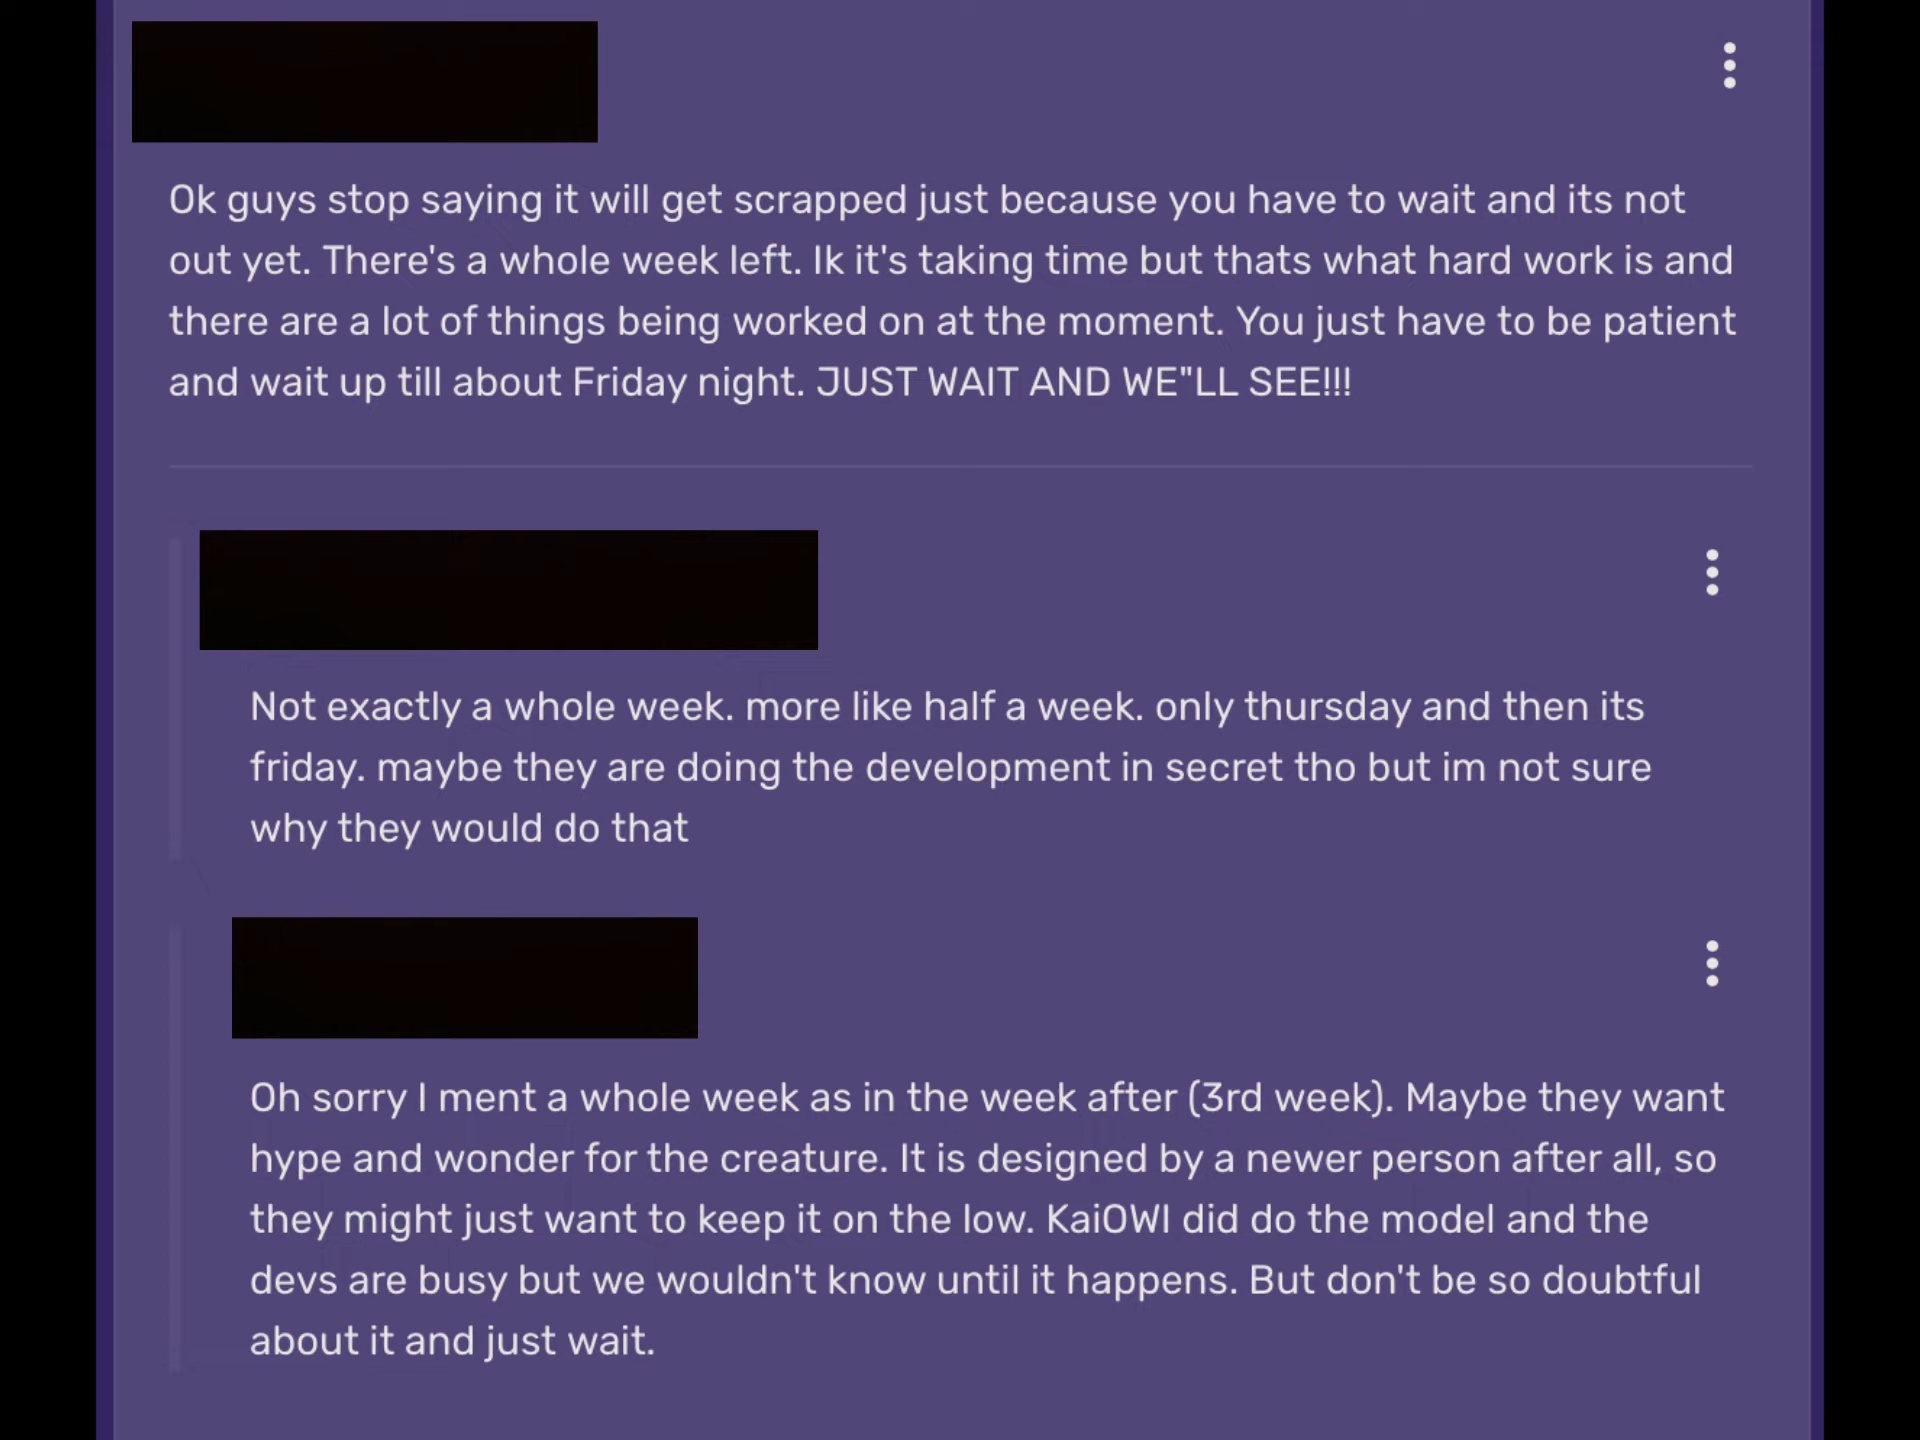 Ok guys stop saying it will get scrapped just because you have to wait and its not
out yet. There's a whole week left. Ik it's taking time but thats what hard work is and
there are a lot of things being worked on at the moment. You just have to be patient
and wait up till about Friday night. JUST WAIT AND WE"LL SEE!!!
Not exactly a whole week. more like half a week. only thursday and then its
friday. maybe they are doing the development in secret tho but im not sure
why they would do that
Oh sorry I ment a whole week as in the week after (3rd week). Maybe they want
hype and wonder for the creature. It is designed by a newer person after all, so
they might just want to keep it on the low. KaiOWI did do the model and the
devs are busy but we wouldn't know until it happens. But don't be so doubtful
about it and just wait.